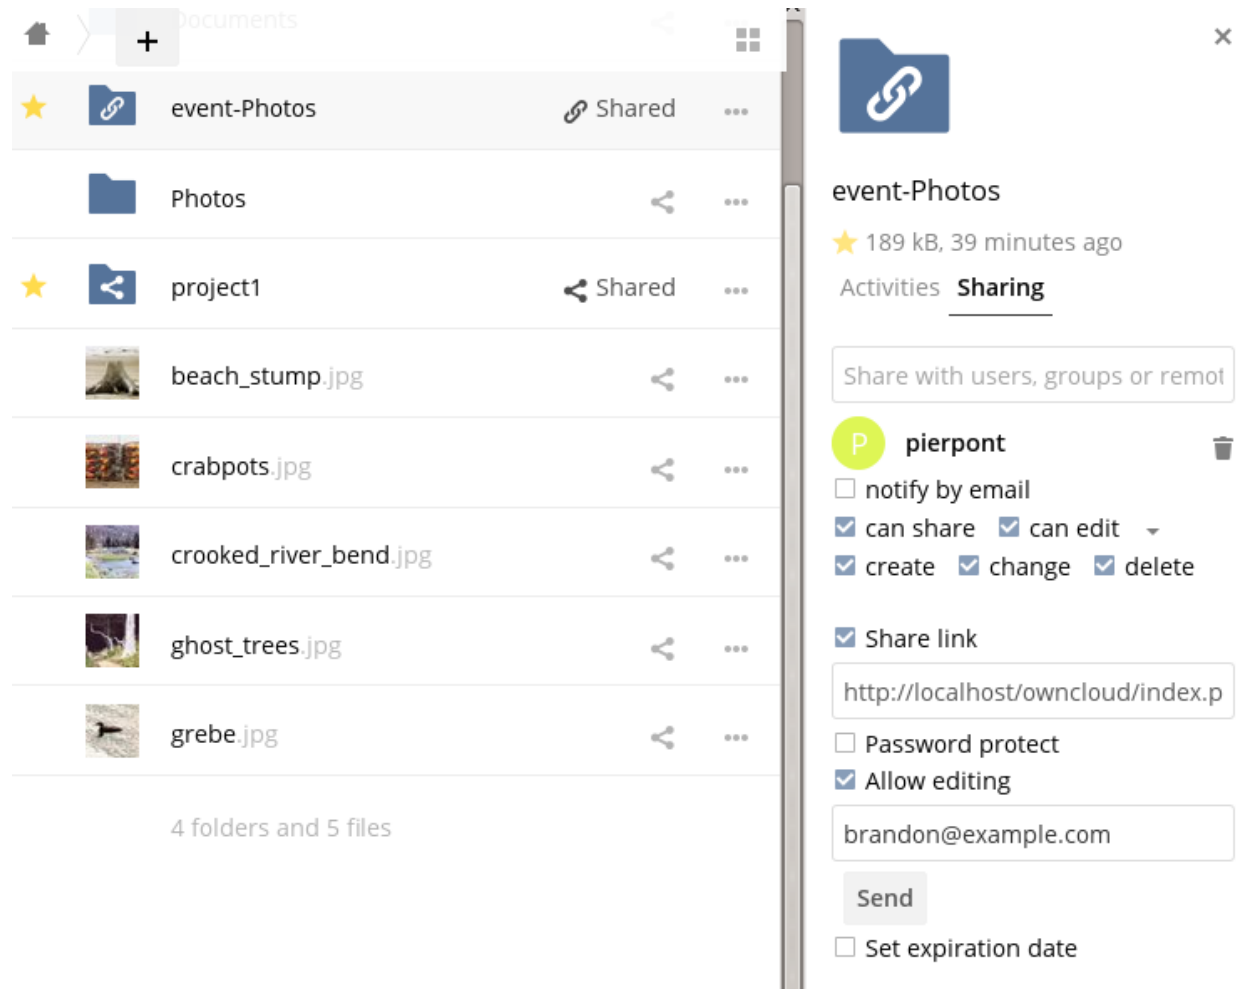 Documents
+
event-Photos Shared
Photos
project1 Shared
beach_stump.jpg
crabpots.jpg
crooked_river_bend.jpg
ghost_trees.jpg
grebe.jpg
4 folders and 5 files
event-Photos
189 kB, 39 minutes ago
Activities Sharing
Share with users, groups or remot
P pierpont
notify by email
can share can edit
create change delete
Share link
http://localhost/owncloud/index.p
Password protect
Allow editing
brandon@example.com
Send
Set expiration date